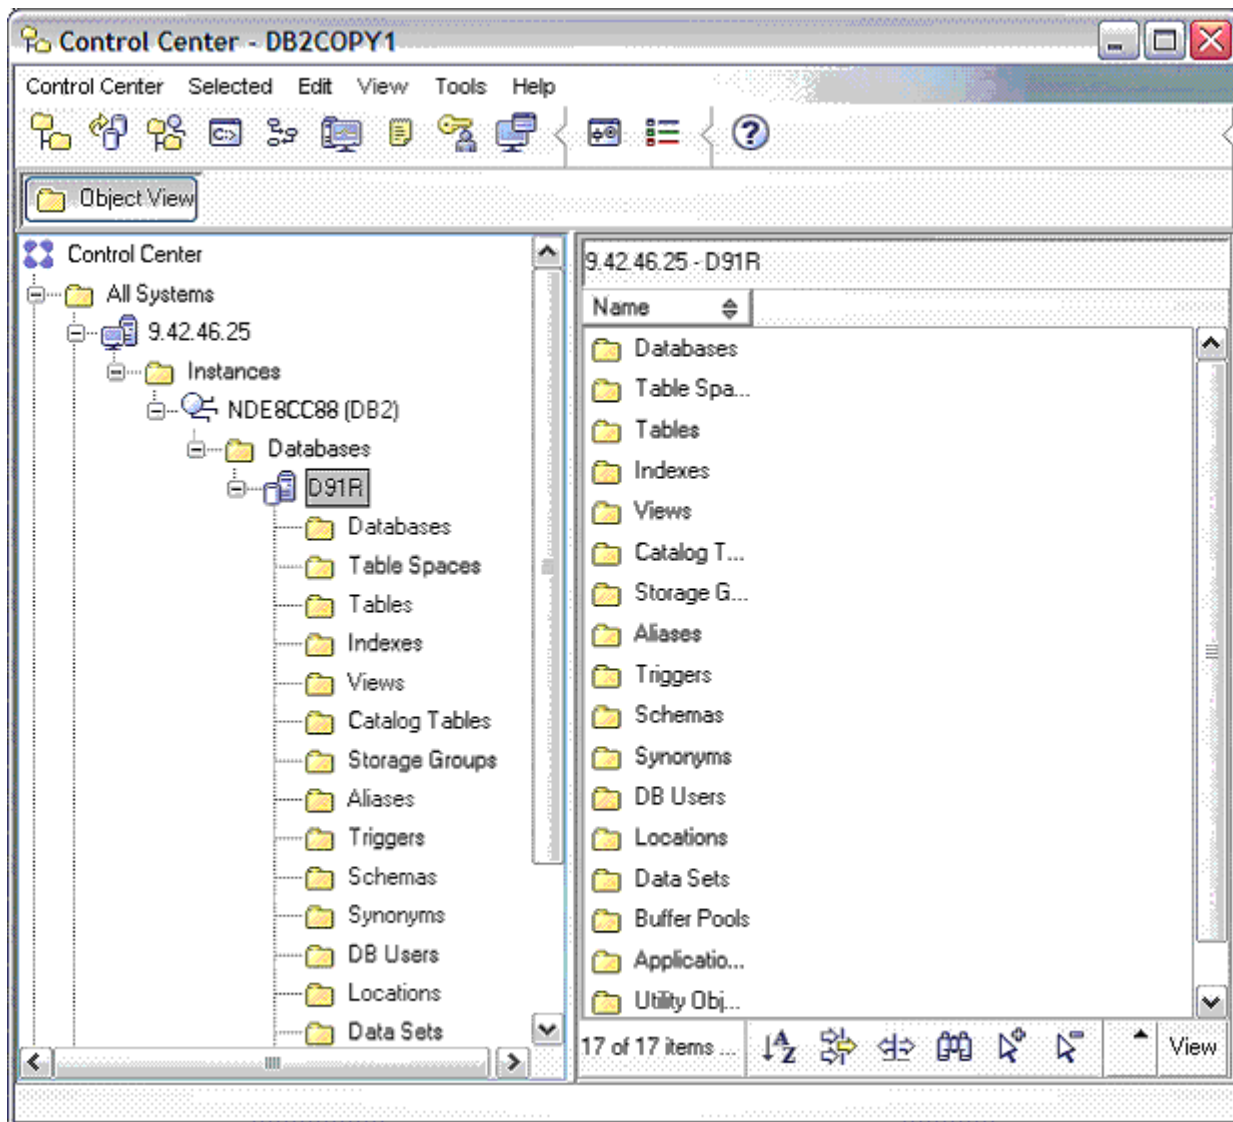 Control Center - DB2COPY1
Control Center Selected Edit View Tools Help
C:>
?
Object View
Control Center
All Systems
9.42.46.25
Instances
NDE8CC88 (DB2)
Databases
D91R
Databases
Table Spaces
Tables
Indexes
Views
Catalog Tables
Storage Groups
Aliases
Triggers
Schemas
Synonyms
DB Users
Locations
Data Sets
9.42.46.25 - D91R
Name
Databases
Table Spa...
Tables
Indexes
Views
Catalog T...
Storage G...
Aliases
Triggers
Schemas
Synonyms
DB Users
Locations
Data Sets
Buffer Pools
Applicatio...
Utility Obj...
17 of 17 items ... A Z View